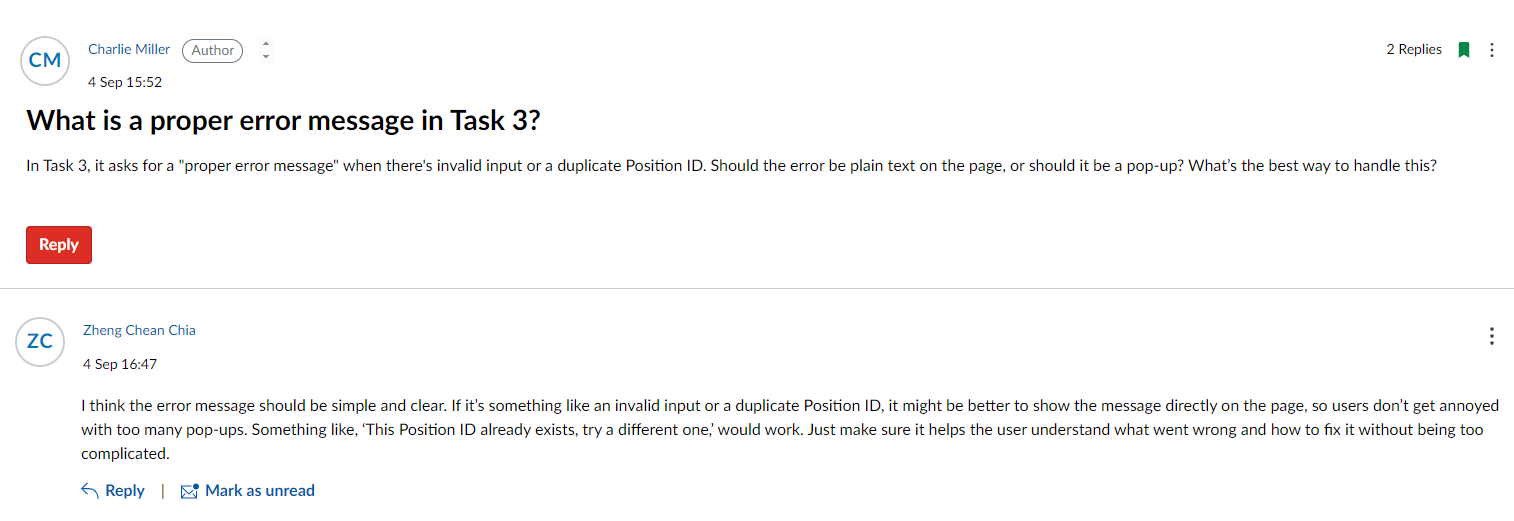 CM
Charlie Miller
Author
2 Replies
4 Sep 15:52
What is a proper error message in Task 3?
In Task 3, it asks for a "proper error message" when there's invalid input or a duplicate Position ID. Should the error be plain text on the page, or should it be a pop-up? What’s the best way to handle this?
Reply
ZC
Zheng Chean Chia
4 Sep 16:47
I think the error message should be simple and clear. If it’s something like an invalid input or a duplicate Position ID, it might be better to show the message directly on the page, so users don’t get annoyed
with too many pop-ups. Something like, ‘This Position ID already exists, try a different one,’ would work. Just make sure it helps the user understand what went wrong and how to fix it without being too
complicated.
Reply | Mark as unread